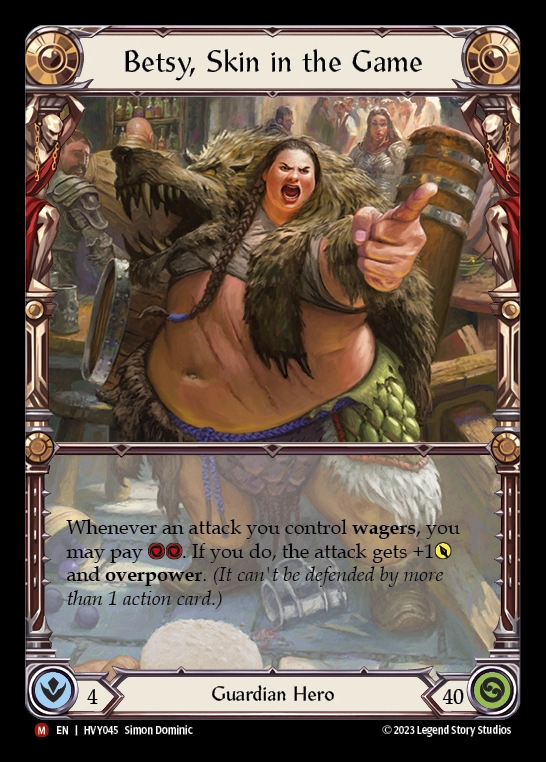 Betsy, Skin in the Game
Whenever an attack you control wagers, you
may pay . If you do, the attack gets +1
and overpower. (It can't be defended by more
than 1 action card.)
4
Guardian Hero
40
M EN | HVY045 Simon Dominic
© 2023 Legend Story Studios